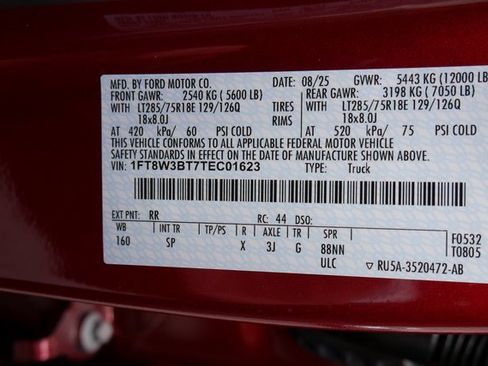 MFD. BY FORD MOTOR CO. 08/25 GVWR: 5443 KG (12000 LB)
FRONT GAWR: 2540 KG ( 5600 LB) REAR GAWR: 3198 KG ( 7050 LB)
WITH LT285/75R18E 129/126Q TIRES WITH LT285/75R18E 129/126Q
18x8.0J RIMS 18x8.0J
AT 420 kPa/ 60 PSI COLD AT 520 kPa/ 75 PSI COLD
THIS VEHICLE CONFORMS TO ALL APPLICABLE FEDERAL MOTOR VEHICLE
SAFETY STANDARDS IN EFFECT ON THE DATE OF MANUFACTURE SHOWN ABOVE.
VIN: 1FT8W3BT7TEC01623 TYPE: Truck
EXT PNT: RR RC: 44 DSO: F0532
WB INT TR TP/PS R AXLE TR SPR T0805
160 SP X 3J G 88NN
ULC ▽ RU5A-3520472-AB